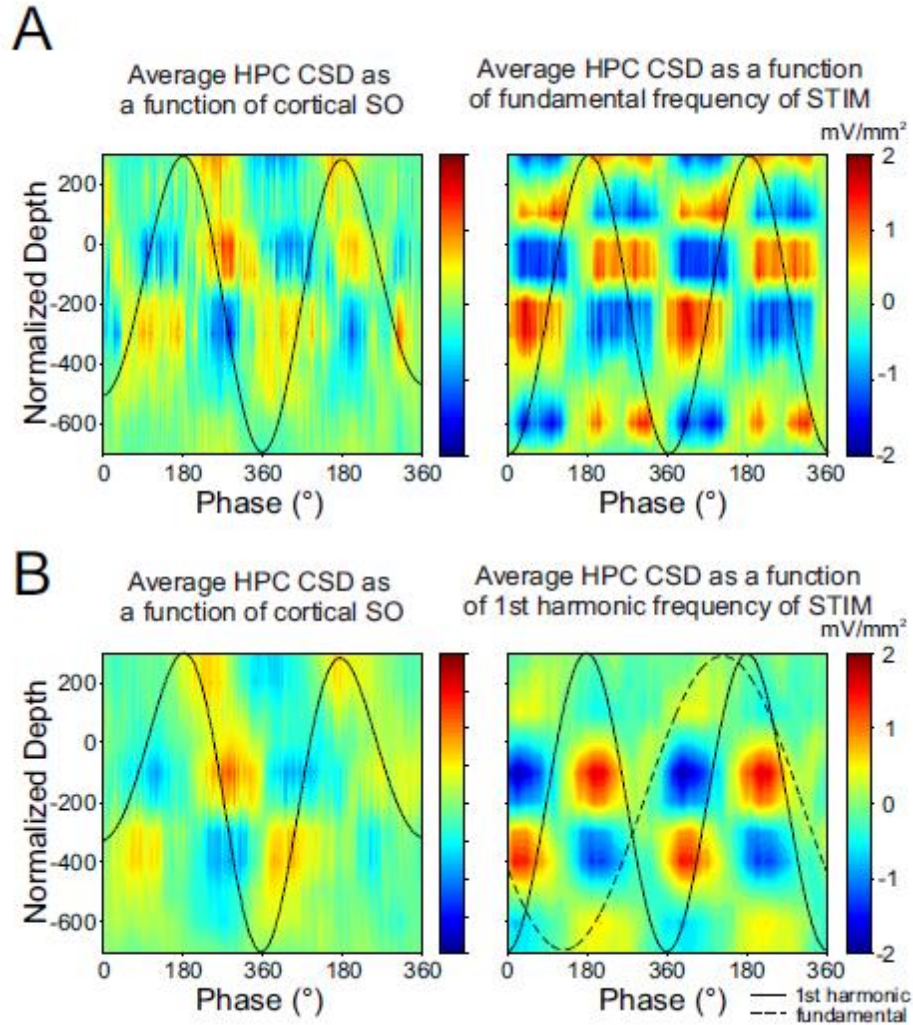 A
Average HPC CSD as
a function of cortical SO
Average HPC CSD as a function
of fundamental frequency of STIM
mV/mm²
Normalized Depth
200
0
-200
-400
-600
0 180 360 180 360
Phase (°)
0 180 360 180 360
Phase (°)
2
1
0
-1
-2
B
Average HPC CSD as
a function of cortical SO
Average HPC CSD as a function
of 1st harmonic frequency of STIM
mV/mm²
Normalized Depth
200
0
-200
-400
-600
0 180 360 180 360
Phase (°)
0 180 360 180 360
Phase (°)
2
1
0
-1
-2
1st harmonic
fundamental